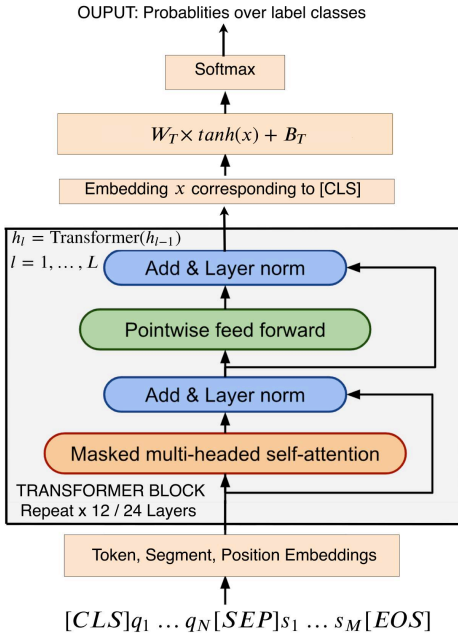 OUPUT: Probablities over label classes
Softmax
W_T × tanh(x) + B_T
Embedding x corresponding to [CLS]
h_l = Transformer(h_{l−1})
l = 1, … , L
Add & Layer norm
Pointwise feed forward
Add & Layer norm
Masked multi-headed self-attention
TRANSFORMER BLOCK
Repeat x 12 / 24 Layers
Token, Segment, Position Embeddings
[CLS]q_1 … q_N[SEP]s_1 … s_M[EOS]